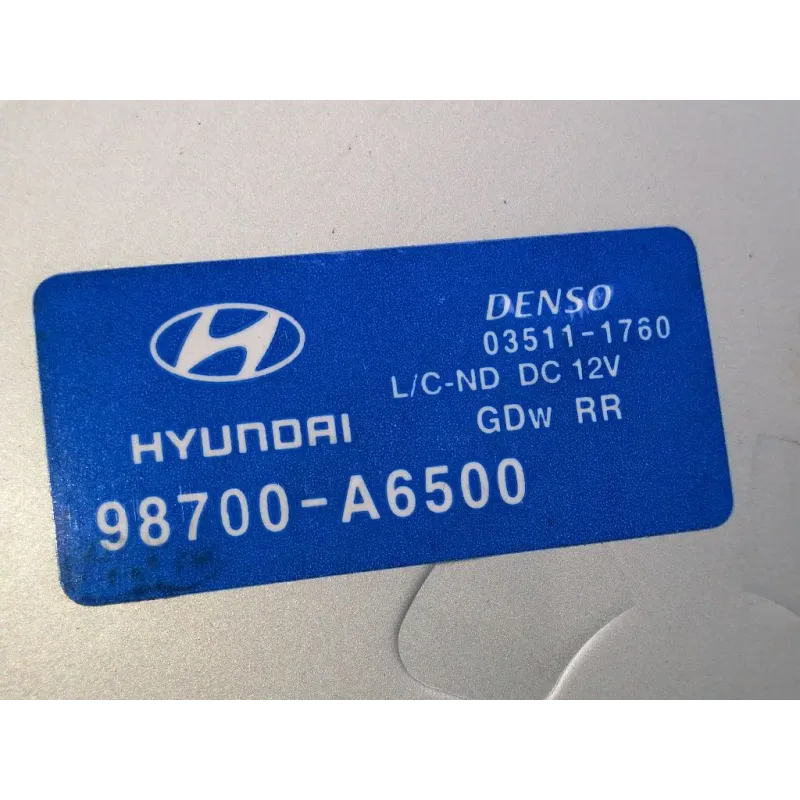 DENSO
03511-1760
L/C-ND DC 12V
GDw RR
HYUNDAI
98700-A6500